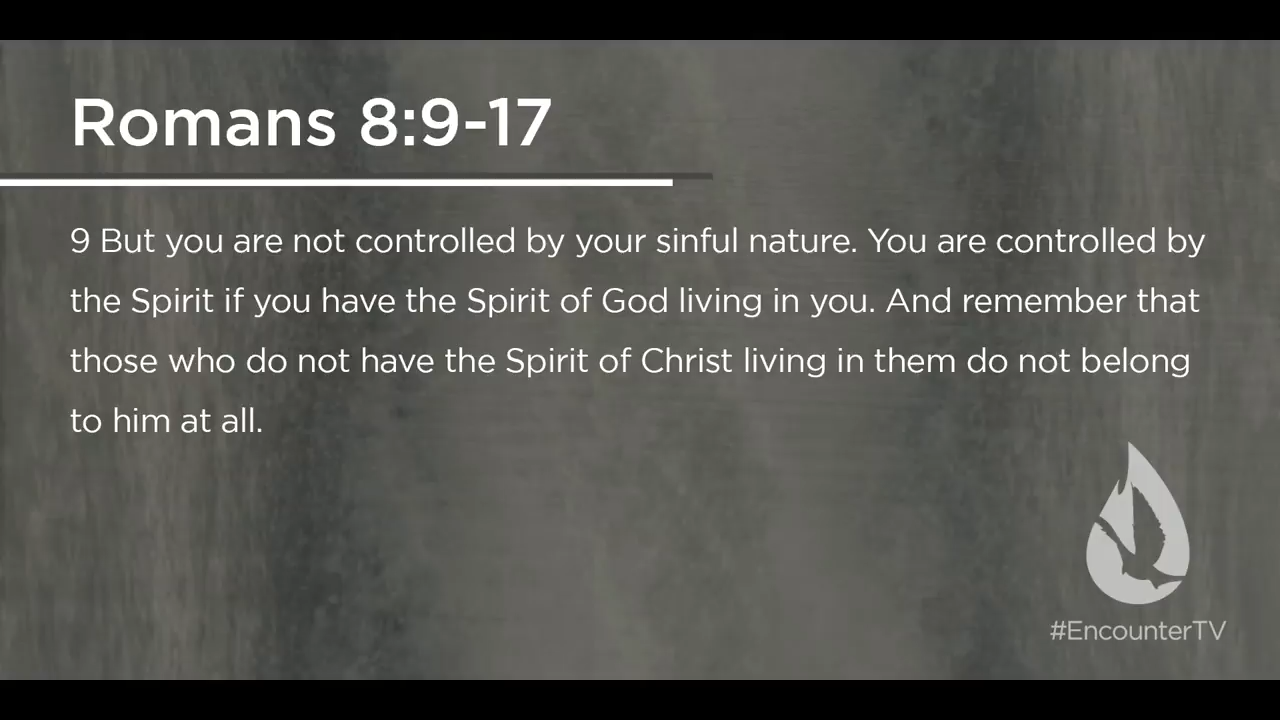 Romans 8:9-17
9 But you are not controlled by your sinful nature. You are controlled by
the Spirit if you have the Spirit of God living in you. And remember that
those who do not have the Spirit of Christ living in them do not belong
to him at all.
#EncounterTV